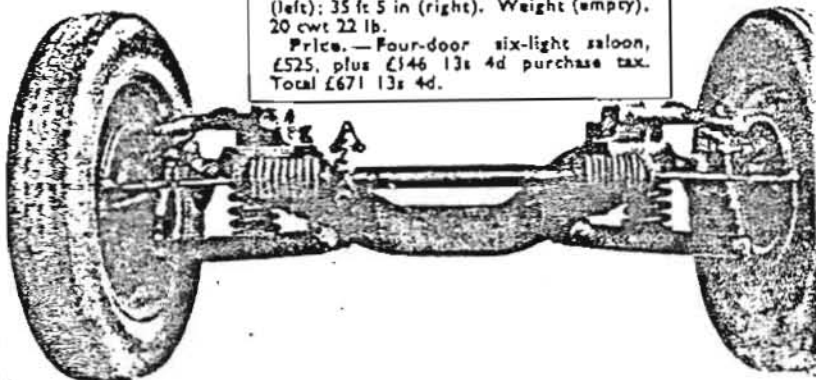 (left); 35 ft 5 in (right). Weight (empty),
20 cwt 22 lb.
Price. — Four-door six-light saloon,
£525, plus £146 13s 4d purchase tax.
Total £671 13s 4d.